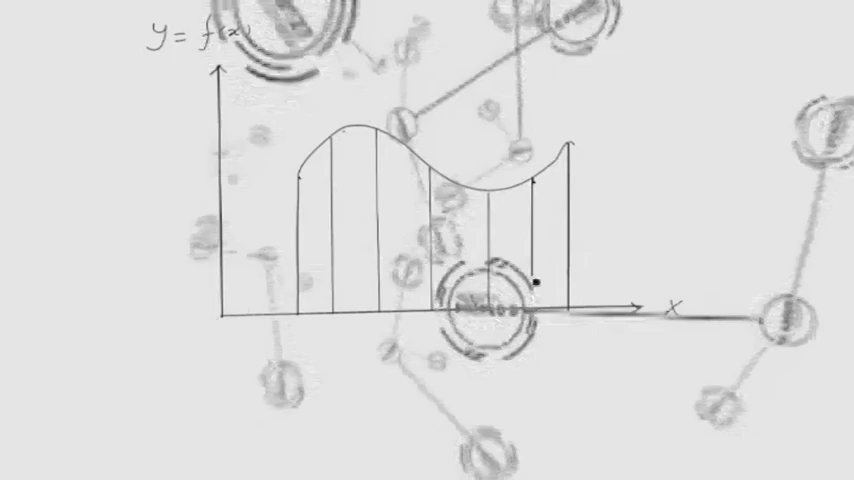 y = f(x)
x